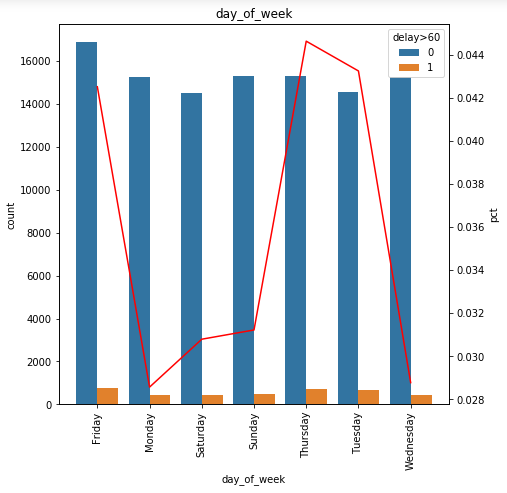 day_of_week
delay>60
0
1
16000
14000
12000
10000
8000
6000
4000
2000
0
count
0.044
0.042
0.040
0.038
0.036
0.034
0.032
0.030
0.028
pct
Friday
Monday
Saturday
Sunday
Thursday
Tuesday
Wednesday
day_of_week